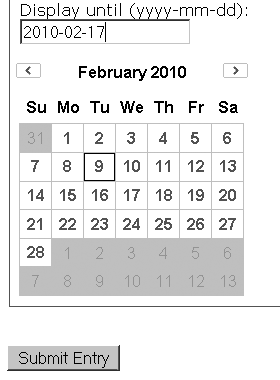 Display until (yyyy-mm-dd):
2010-02-17
< February 2010 >
Su Mo Tu We Th Fr Sa
31 1 2 3 4 5 6
7 8 9 10 11 12 13
14 15 16 17 18 19 20
21 22 23 24 25 26 27
28 1 2 3 4 5 6
7 8 9 10 11 12 13
Submit Entry